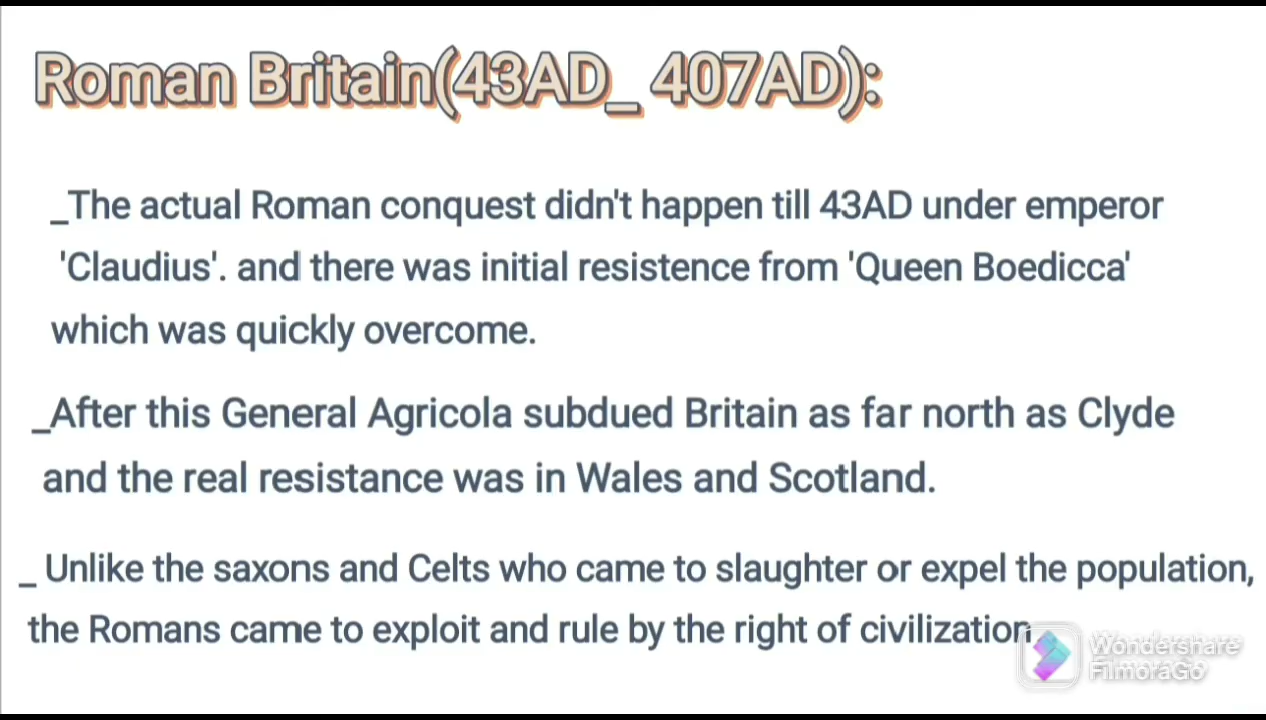 Roman Britain(43AD_ 407AD):
_The actual Roman conquest didn't happen till 43AD under emperor
'Claudius'. and there was initial resistence from 'Queen Boedicca'
which was quickly overcome.
_After this General Agricola subdued Britain as far north as Clyde
and the real resistance was in Wales and Scotland.
_ Unlike the saxons and Celts who came to slaughter or expel the population,
the Romans came to exploit and rule by the right of civilization.
Wondershare
FilmoraGo